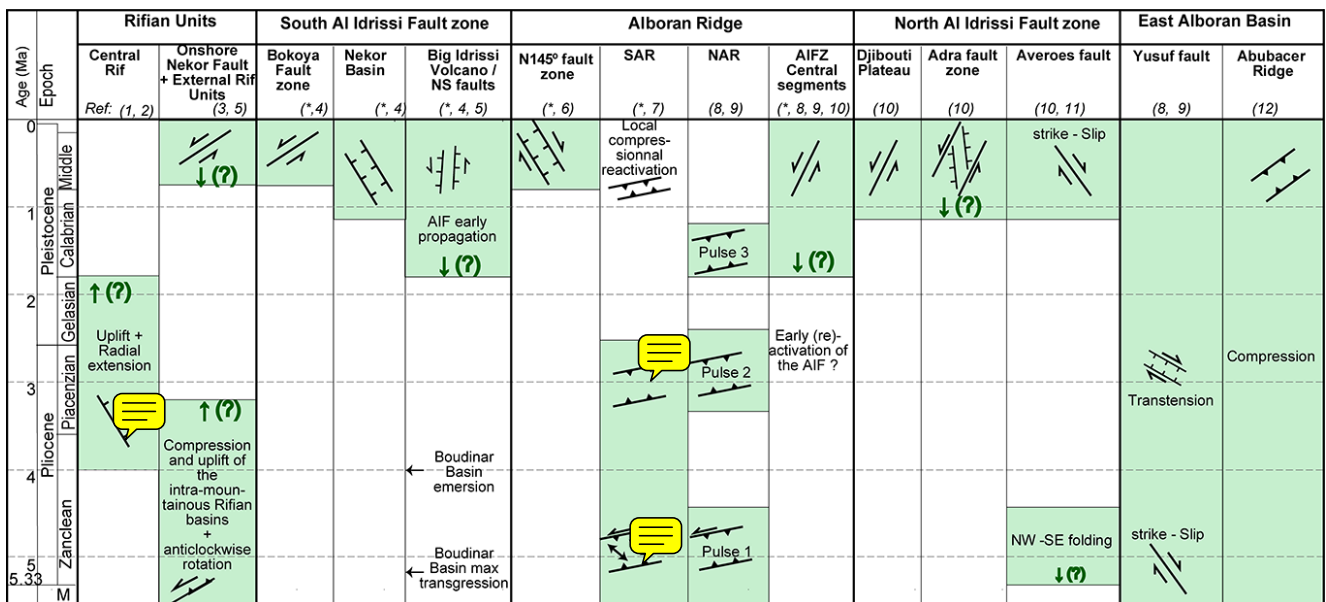 Rifian Units
South Al Idrissi Fault zone
Alboran Ridge
North Al Idrissi Fault zone
East Alboran Basin
Age (Ma)
Epoch
Central
Rif
Ref: (1, 2)
Onshore
Nekor Fault
+ External Rif
Units
(3, 5)
Bokoya
Fault
zone
(*,4)
Nekor
Basin
(*, 4)
Big Idrissi
Volcano /
NS faults
(*, 4, 5)
N145º fault
zone
(*, 6)
SAR
(*, 7)
NAR
(8, 9)
AIFZ
Central
segments
(*, 8, 9, 10)
Djibouti
Plateau
(10)
Adra fault
zone
(10)
Averoes fault
(10, 11)
Yusuf fault
(8, 9)
Abubacer
Ridge
(12)
0
1
2
3
4
5
5.33
Pleistocene
Pliocene
Middle
Calabrian
Gelasian
Piacenzian
Zanclean
M
↑ (?)
Uplift +
Radial
extension
↓ (?)
↑ (?)
Compression
and uplift of
the
intra-moun-
tainous Rifian
basins
+
anticlockwise
rotation
AIF early
propagation
↓ (?)
← Boudinar
Basin
emersion
← Boudinar
Basin max
transgression
Local
compres-
sionnal
reactivation
Pulse 3
Pulse 2
Pulse 1
↓ (?)
Early (re)-
activation of
the AIF ?
↓ (?)
strike - Slip
NW -SE folding
↓ (?)
Transtension
strike - Slip
Compression